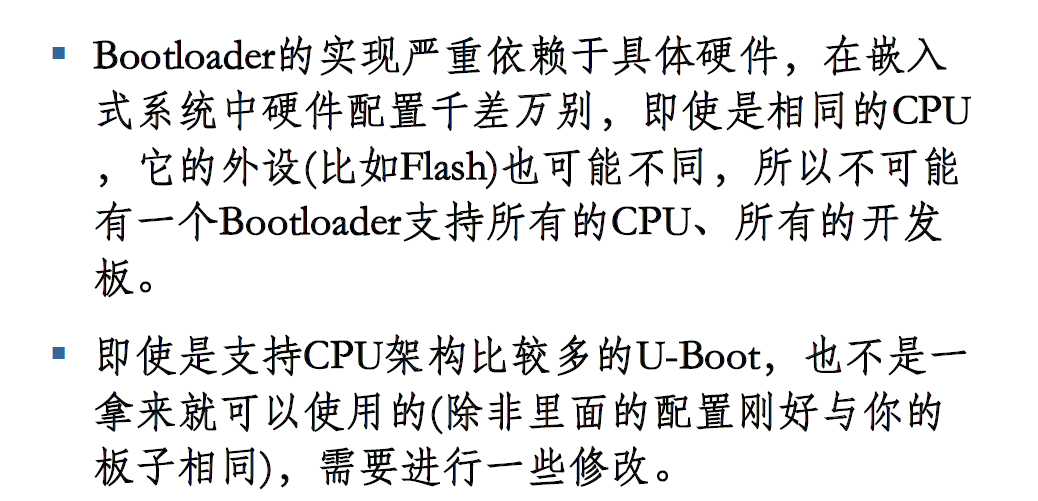 ▪ Bootloader的实现严重依赖于具体硬件，在嵌入
式系统中硬件配置千差万别，即使是相同的CPU
，它的外设(比如Flash)也可能不同，所以不可能
有一个Bootloader支持所有的CPU、所有的开发
板。
▪ 即使是支持CPU架构比较多的U-Boot，也不是一
拿来就可以使用的(除非里面的配置刚好与你的
板子相同)，需要进行一些修改。